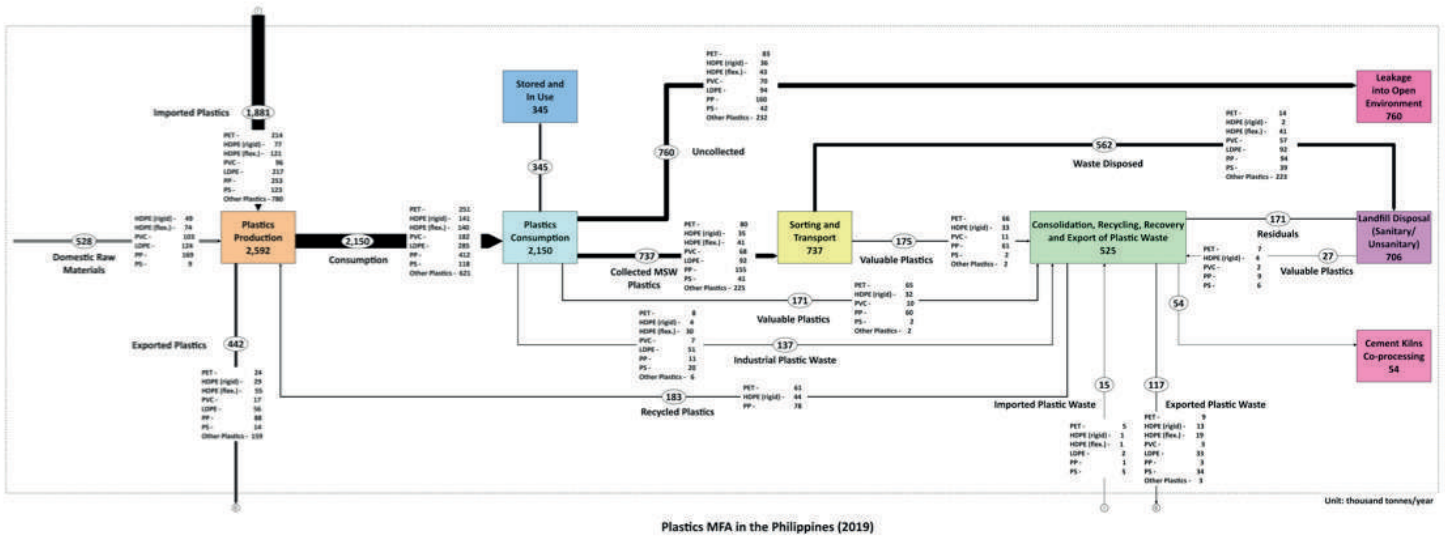 Imported Plastics
1,881
PET - 214
HDPE (rigid) - 77
HDPE (flex.) - 121
PVC - 96
LDPE - 217
PP - 253
PS - 123
Other Plastics - 780
528
Domestic Raw
Materials
HDPE (rigid) - 49
HDPE (flex.) - 74
PVC - 103
LDPE - 124
PP - 169
PS - 9
Plastics
Production
2,592
Exported Plastics
442
PET - 24
HDPE (rigid) - 29
HDPE (flex.) - 55
PVC - 17
LDPE - 56
PP - 88
PS - 14
Other Plastics - 159
2,150
Consumption
PET - 251
HDPE (rigid) - 141
HDPE (flex.) - 140
PVC - 182
LDPE - 285
PP - 412
PS - 118
Other Plastics - 621
Stored and
In Use
345
345
Plastics
Consumption
2,150
760
Uncollected
PET - 83
HDPE (rigid) - 36
HDPE (flex.) - 43
PVC - 70
LDPE - 94
PP - 160
PS - 42
Other Plastics - 232
Leakage
into Open
Environment
760
737
Collected MSW
Plastics
PET - 80
HDPE (rigid) - 35
HDPE (flex.) - 41
PVC - 68
LDPE - 92
PP - 155
PS - 41
Other Plastics - 225
Sorting and
Transport
737
562
Waste Disposed
PET - 14
HDPE (rigid) - 2
HDPE (flex.) - 41
PVC - 57
LDPE - 92
PP - 94
PS - 39
Other Plastics - 223
175
Valuable Plastics
PET - 66
HDPE (rigid) - 33
PVC - 11
PP - 61
PS - 2
Other Plastics - 2
Consolidation, Recycling, Recovery
and Export of Plastic Waste
525
171
Residuals
Landfill Disposal
(Sanitary/
Unsanitary)
706
27
Valuable Plastics
PET - 7
HDPE (rigid) - 4
PVC - 2
PP - 9
PS - 6
171
Valuable Plastics
PET - 65
HDPE (rigid) - 32
PVC - 10
PP - 60
PS - 2
Other Plastics - 2
137
Industrial Plastic Waste
PET - 8
HDPE (rigid) - 4
HDPE (flex.) - 30
PVC - 7
LDPE - 51
PP - 11
PS - 20
Other Plastics - 6
183
Recycled Plastics
PET - 61
HDPE (rigid) - 44
PP - 78
54
Cement Kilns
Co-processing
54
15
Imported Plastic Waste
PET - 5
HDPE (rigid) - 1
HDPE (flex.) - 1
LDPE - 2
PP - 1
PS - 5
117
Exported Plastic Waste
PET - 9
HDPE (rigid) - 13
HDPE (flex.) - 19
PVC - 3
LDPE - 33
PP - 3
PS - 34
Other Plastics - 3
Unit: thousand tonnes/year
Plastics MFA in the Philippines (2019)